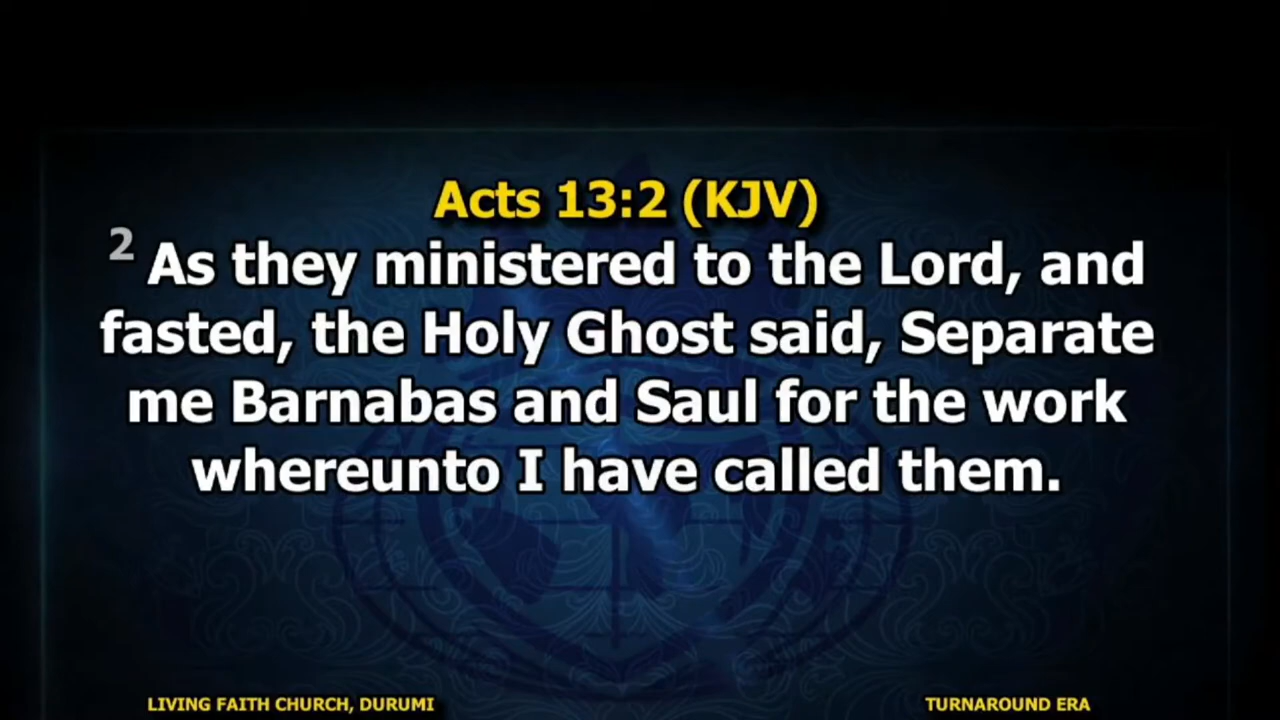 Acts 13:2 (KJV)
2 As they ministered to the Lord, and
fasted, the Holy Ghost said, Separate
me Barnabas and Saul for the work
whereunto I have called them.
LIVING FAITH CHURCH, DURUMI
TURNAROUND ERA